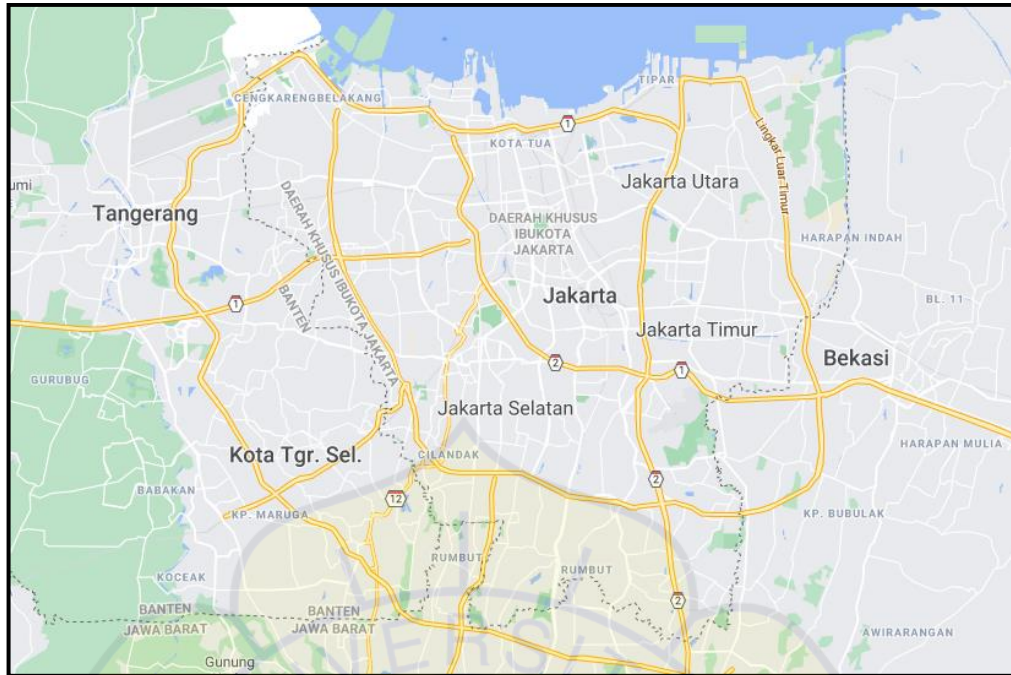 TIPAR
CENGKARENGBELAKANG
1
KOTA TUA
Lingkar Luar Timur
umi
Jakarta Utara
Tangerang
DAERAH KHUSUS IBUKOTA JAKARTA
BANTEN
DAERAH KHUSUS
IBUKOTA
JAKARTA
HARAPAN INDAH
1
Jakarta
BL. 11
Jakarta Timur
2
1
Bekasi
GURUBUG
Jakarta Selatan
HARAPAN MULIA
Kota Tgr. Sel.
CILANDAK
2
BABAKAN
12
KP. MARUGA
KP. BUBULAK
RUMBUT
RUMBUT
KOCEAK
2
BANTEN
JAWA BARAT
BANTEN
JAWA BARAT
AWIRARANGAN
Gunung
VERSI